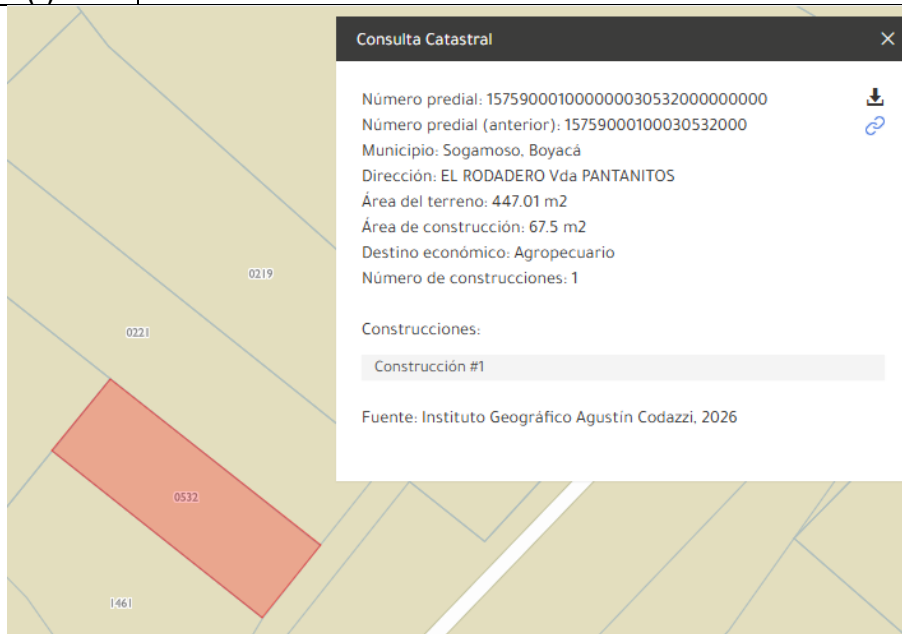 Consulta Catastral
Número predial: 157590001000000030532000000000
Número predial (anterior): 15759000100030532000
Municipio: Sogamoso, Boyacá
Dirección: EL RODADERO Vda PANTANITOS
Área del terreno: 447.01 m2
Área de construcción: 67.5 m2
Destino económico: Agropecuario
Número de construcciones: 1
Construcciones:
Construcción #1
Fuente: Instituto Geográfico Agustín Codazzi, 2026
0219
0221
0532
1461